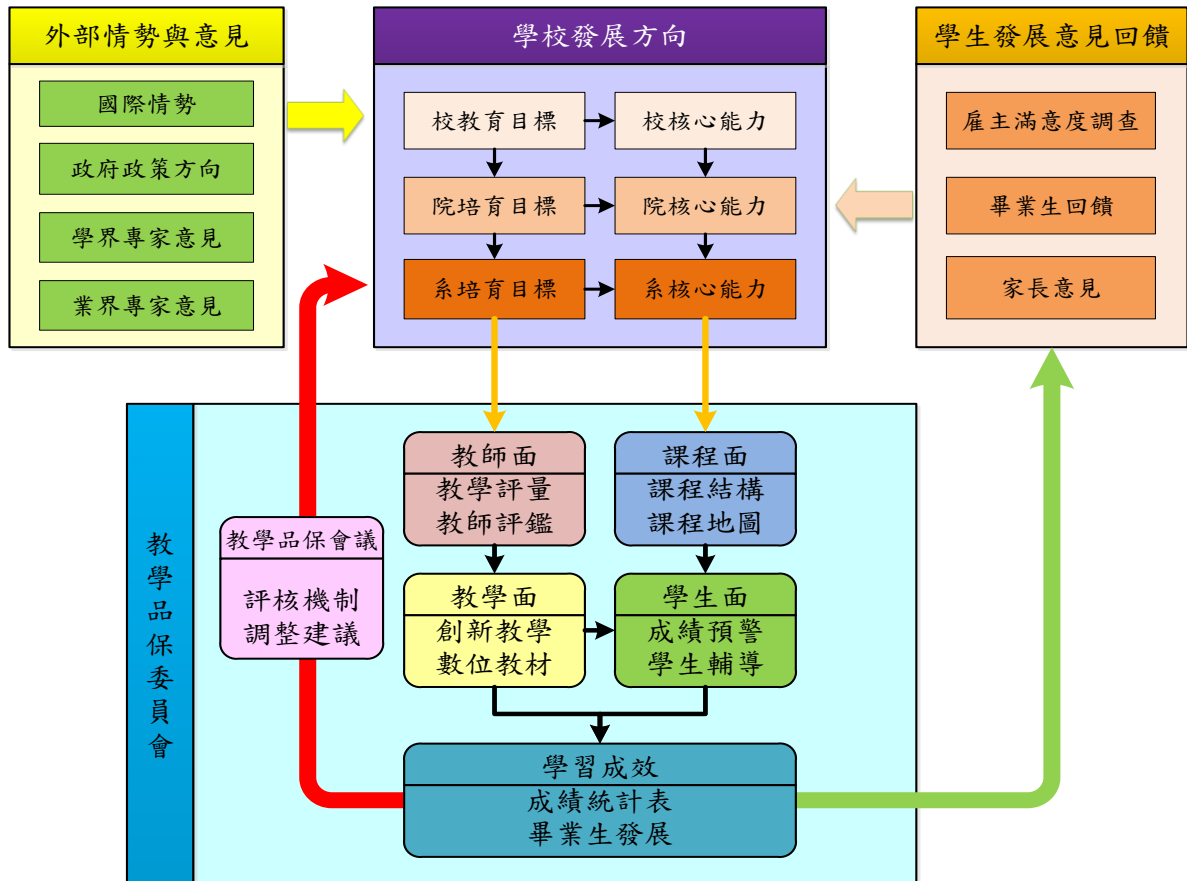 外部情勢與意見
國際情勢
政府政策方向
學界專家意見
業界專家意見
學校發展方向
校教育目標
校核心能力
院培育目標
院核心能力
系培育目標
系核心能力
學生發展意見回饋
雇主滿意度調查
畢業生回饋
家長意見
教學品保委員會
教學品保會議
評核機制
調整建議
教師面
教學評量
教師評鑑
課程面
課程結構
課程地圖
教學面
創新教學
數位教材
學生面
成績預警
學生輔導
學習成效
成績統計表
畢業生發展